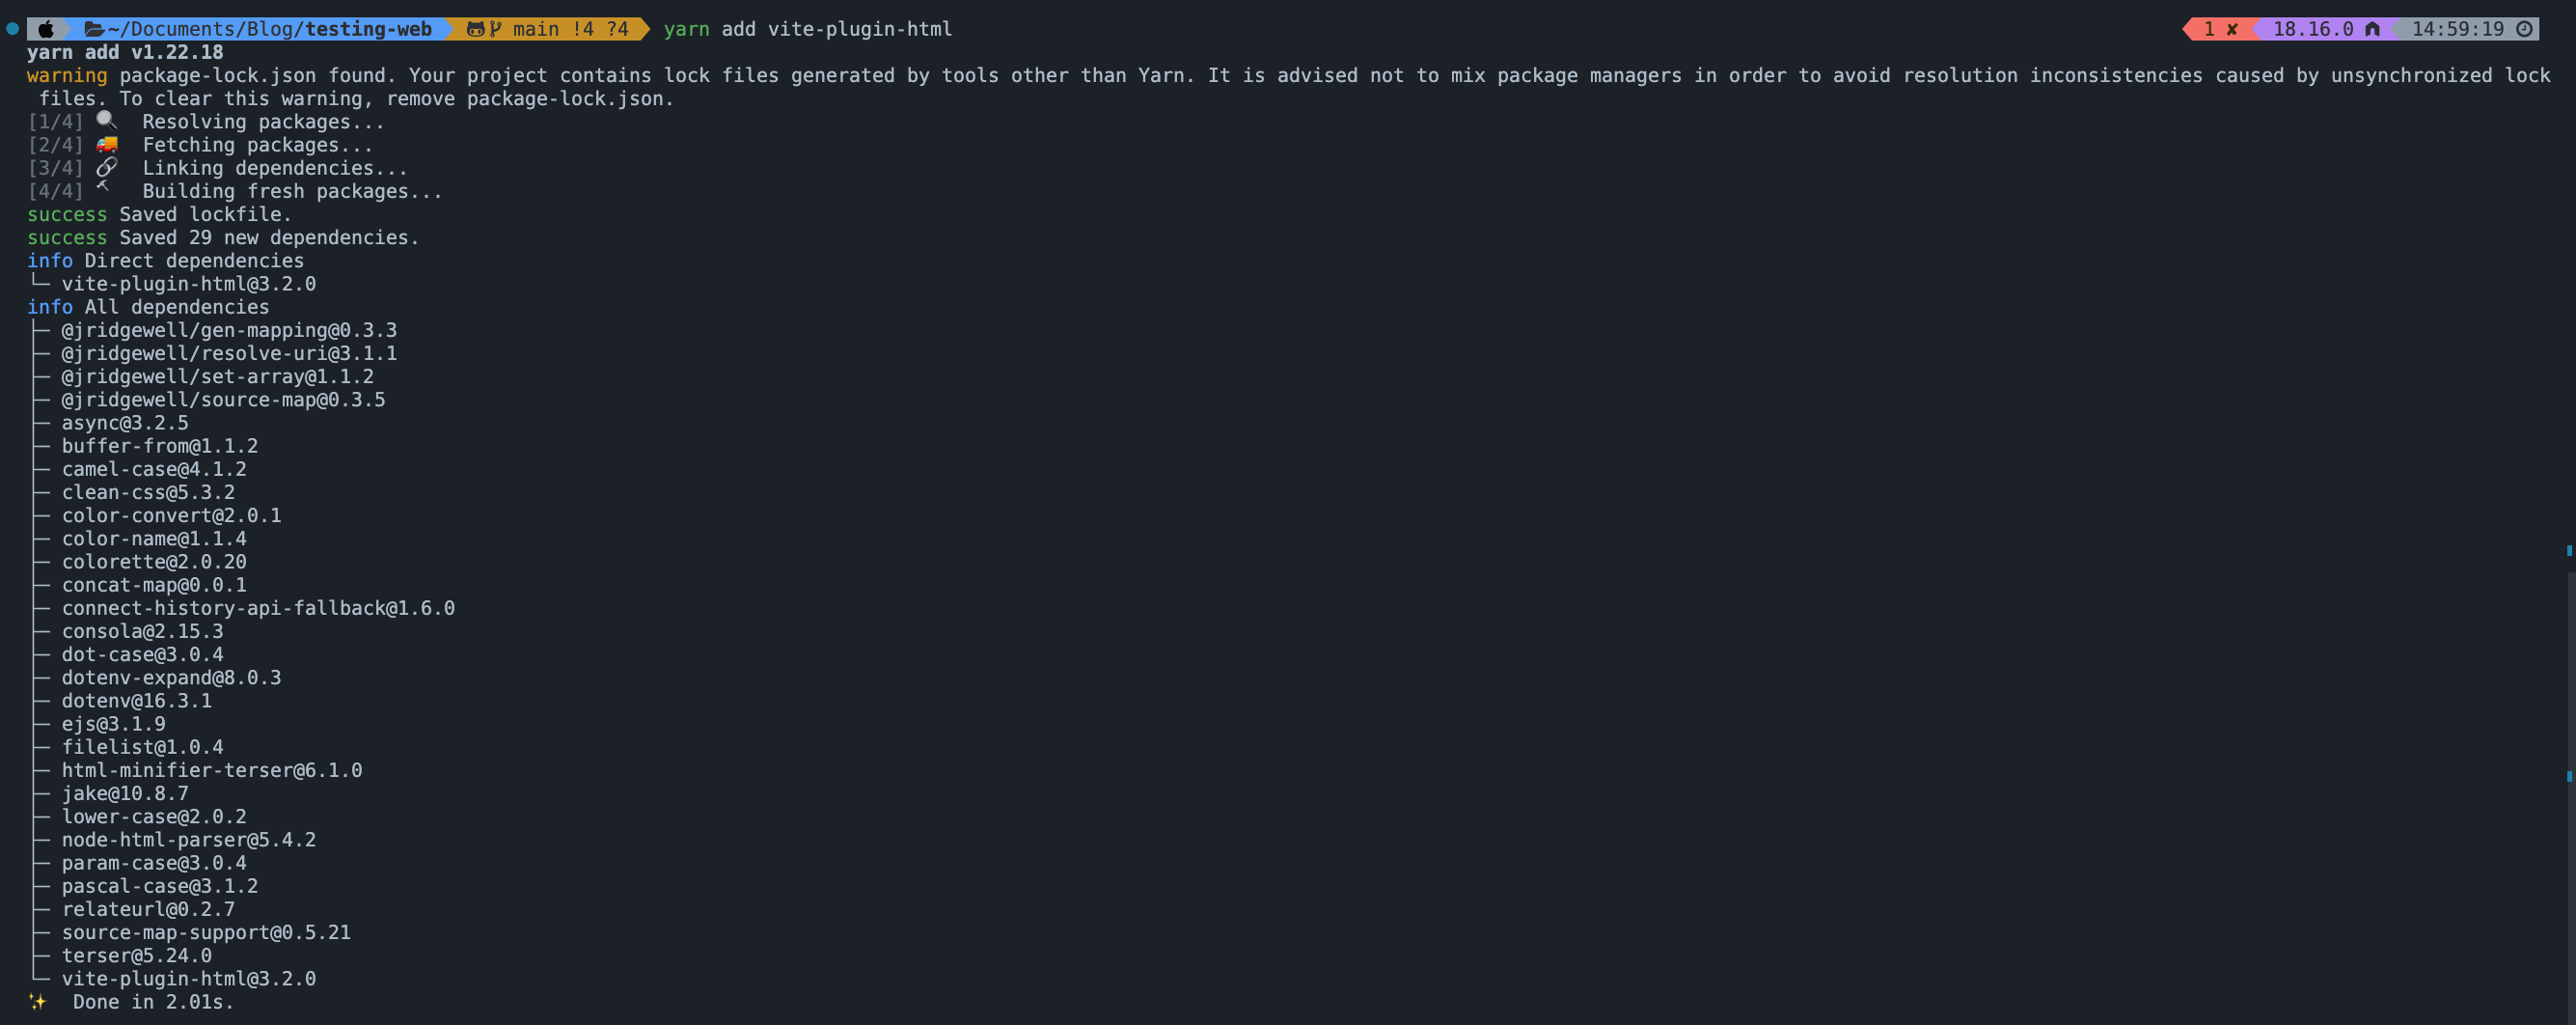 ~/Documents/Blog/testing-web main !4 ?4 yarn add vite-plugin-html 1 ✘ 18.16.0 14:59:19
yarn add v1.22.18
warning package-lock.json found. Your project contains lock files generated by tools other than Yarn. It is advised not to mix package managers in order to avoid resolution inconsistencies caused by unsynchronized lock
files. To clear this warning, remove package-lock.json.
[1/4] 🔍 Resolving packages...
[2/4] 🚚 Fetching packages...
[3/4] 🔗 Linking dependencies...
[4/4] 🔨 Building fresh packages...
success Saved lockfile.
success Saved 29 new dependencies.
info Direct dependencies
└─ vite-plugin-html@3.2.0
info All dependencies
├─ @jridgewell/gen-mapping@0.3.3
├─ @jridgewell/resolve-uri@3.1.1
├─ @jridgewell/set-array@1.1.2
├─ @jridgewell/source-map@0.3.5
├─ async@3.2.5
├─ buffer-from@1.1.2
├─ camel-case@4.1.2
├─ clean-css@5.3.2
├─ color-convert@2.0.1
├─ color-name@1.1.4
├─ colorette@2.0.20
├─ concat-map@0.0.1
├─ connect-history-api-fallback@1.6.0
├─ consola@2.15.3
├─ dot-case@3.0.4
├─ dotenv-expand@8.0.3
├─ dotenv@16.3.1
├─ ejs@3.1.9
├─ filelist@1.0.4
├─ html-minifier-terser@6.1.0
├─ jake@10.8.7
├─ lower-case@2.0.2
├─ node-html-parser@5.4.2
├─ param-case@3.0.4
├─ pascal-case@3.1.2
├─ relateurl@0.2.7
├─ source-map-support@0.5.21
├─ terser@5.24.0
└─ vite-plugin-html@3.2.0
✨ Done in 2.01s.